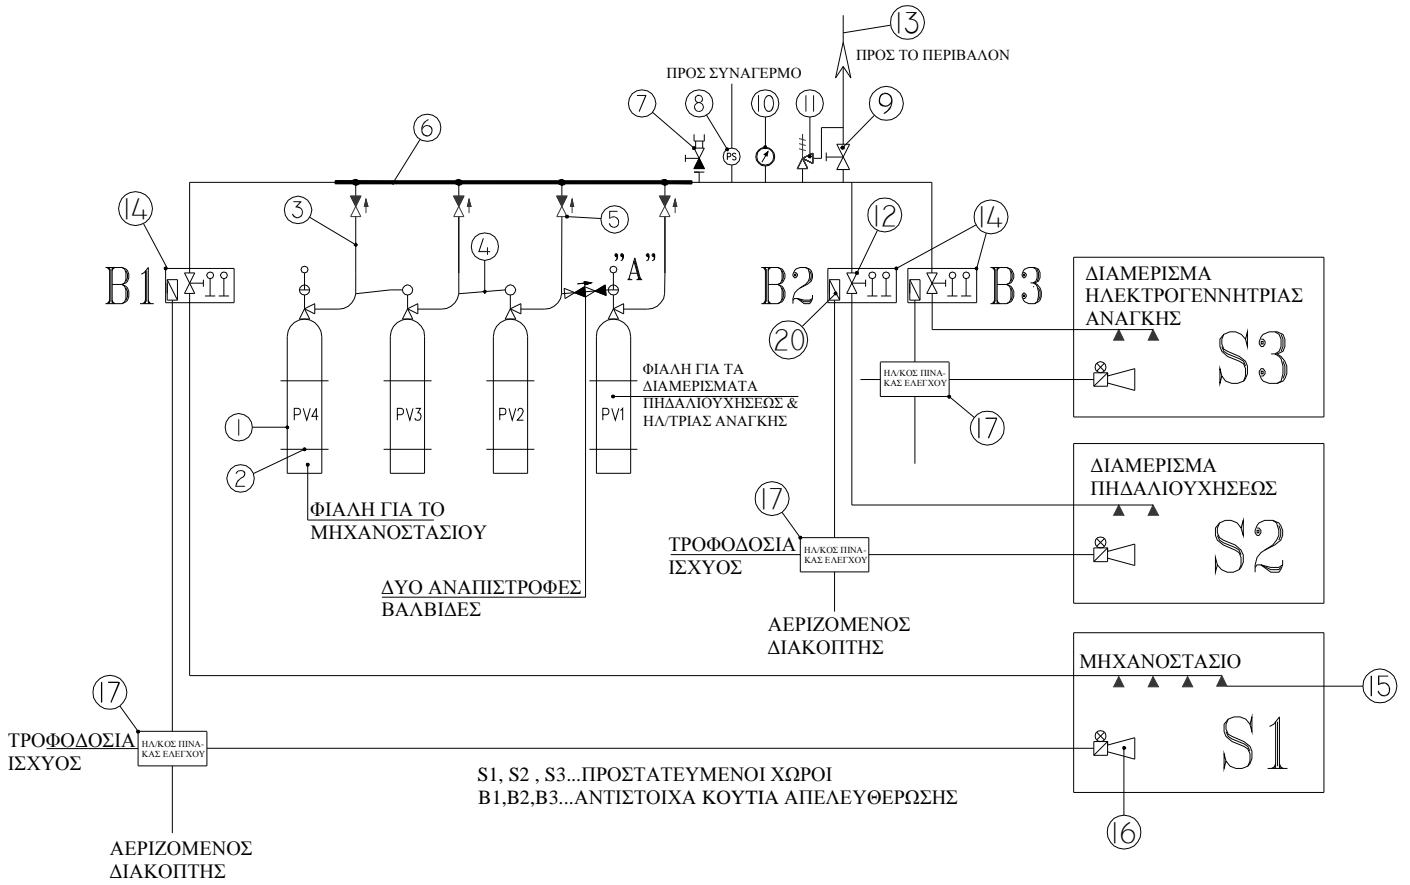 13
ΠΡΟΣ ΤΟ ΠΕΡΙΒΑΛΟΝ
ΠΡΟΣ ΣΥΝΑΓΕΡΜΟ
7
8
10
11
9
6
PS
14
3
4
5
"A"
12
14
B1
B2
B3
20
ΔΙΑΜΕΡΙΣΜΑ
ΗΛΕΚΤΡΟΓΕΝΝΗΤΡΙΑΣ
ΑΝΑΓΚΗΣ
S3
ΗΛ/ΚΟΣ ΠΙΝΑ-
ΚΑΣ ΕΛΕΓΧΟΥ
17
ΦΙΑΛΗ ΓΙΑ ΤΑ
ΔΙΑΜΕΡΙΣΜΑΤΑ
ΠΗΔΑΛΙΟΥΧΗΣΕΩΣ &
ΗΛ/ΤΡΙΑΣ ΑΝΑΓΚΗΣ
PV4
PV3
PV2
PV1
1
2
ΦΙΑΛΗ ΓΙΑ ΤΟ
ΜΗΧΑΝΟΣΤΑΣΙΟΥ
ΔΙΑΜΕΡΙΣΜΑ
ΠΗΔΑΛΙΟΥΧΗΣΕΩΣ
S2
17
ΤΡΟΦΟΔΟΣΙΑ
ΙΣΧΥΟΣ
ΗΛ/ΚΟΣ ΠΙΝΑ-
ΚΑΣ ΕΛΕΓΧΟΥ
ΔΥΟ ΑΝΑΠΙΣΤΡΟΦΕΣ
ΒΑΛΒΙΔΕΣ
ΑΕΡΙΖΟΜΕΝΟΣ
ΔΙΑΚΟΠΤΗΣ
ΜΗΧΑΝΟΣΤΑΣΙΟ
15
S1
17
ΤΡΟΦΟΔΟΣΙΑ
ΙΣΧΥΟΣ
ΗΛ/ΚΟΣ ΠΙΝΑ-
ΚΑΣ ΕΛΕΓΧΟΥ
S1, S2 , S3...ΠΡΟΣΤΑΤΕΥΜΕΝΟΙ ΧΩΡΟΙ
B1,B2,B3...ΑΝΤΙΣΤΟΙΧΑ ΚΟΥΤΙΑ ΑΠΕΛΕΥΘΕΡΩΣΗΣ
16
ΑΕΡΙΖΟΜΕΝΟΣ
ΔΙΑΚΟΠΤΗΣ